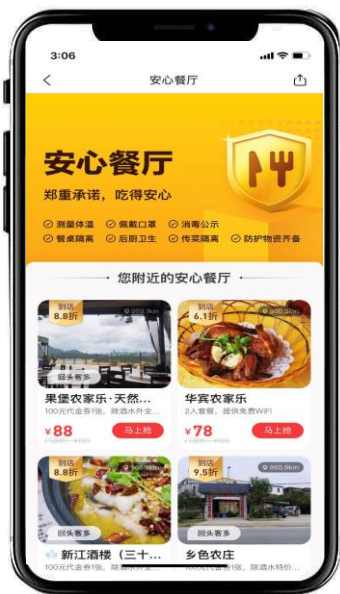 3:06
安心餐厅
安心餐厅
郑重承诺，吃得安心
测量体温 佩戴口罩 消毒公示
餐桌隔离 后厨卫生 传菜隔离 防护物资齐备
您附近的安心餐厅
到店
8.8折
959.9km
回头客多
果堡农家乐·天然...
100元代金券1张，除酒水外全...
¥88
马上抢
到店
6.1折
华宾农家乐
2人套餐，提供免费WiFi
¥78
马上抢
到店
8.8折
回头客多
新江酒楼（三十...
100元代金券1张，除酒水外全...
到店
9.5折
965.9km
回头客多
乡色农庄
100元代金券1张，除酒水特价...